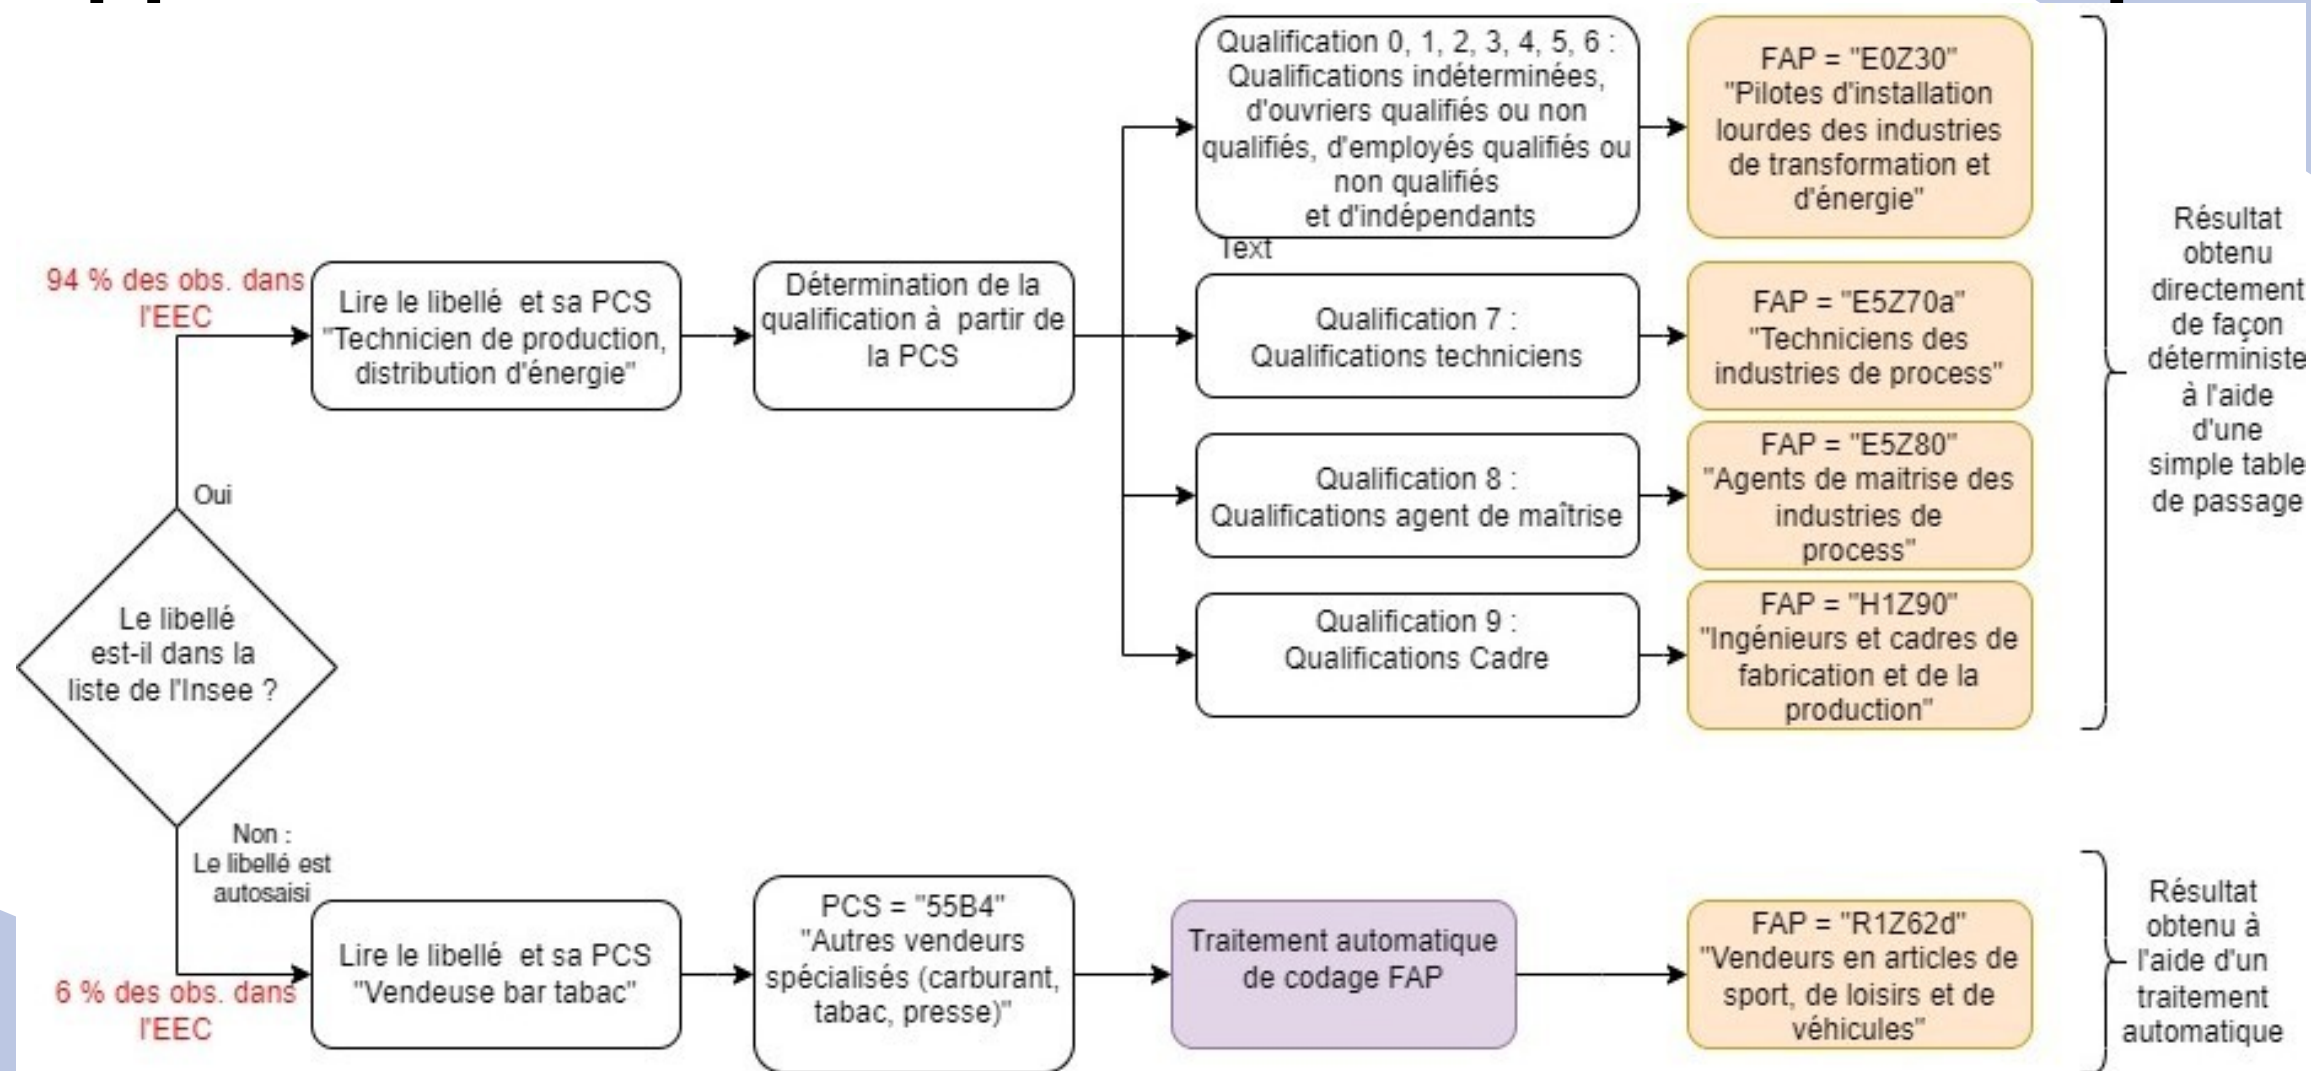 94 % des obs. dans
l'EEC
Lire le libellé  et sa PCS
"Technicien de production,
distribution d'énergie"
Détermination de la
qualification à  partir de
la PCS
Qualification 0, 1, 2, 3, 4, 5, 6 :
Qualifications indéterminées,
d'ouvriers qualifiés ou non
qualifiés, d'employés qualifiés ou
non qualifiés
et d'indépendants
Text
FAP = "E0Z30"
"Pilotes d'installation
lourdes des industries
de transformation et
d'énergie"
Qualification 7 :
Qualifications techniciens
FAP = "E5Z70a"
"Techniciens des
industries de process"
Qualification 8 :
Qualifications agent de maîtrise
FAP = "E5Z80"
"Agents de maitrise des
industries de
process"
Qualification 9 :
Qualifications Cadre
FAP = "H1Z90"
"Ingénieurs et cadres de
fabrication et de la
production"
Résultat
obtenu
directement
de façon
déterministe
à l'aide
d'une
simple table
de passage
Oui
Le libellé
est-il dans la
liste de l'Insee ?
Non :
Le libellé est
autosaisi
6 % des obs. dans
l'EEC
Lire le libellé  et sa PCS
"Vendeuse bar tabac"
PCS = "55B4"
"Autres vendeurs
spécialisés (carburant,
tabac, presse)"
Traitement automatique
de codage FAP
FAP = "R1Z62d"
"Vendeurs en articles de
sport, de loisirs et de
véhicules"
Résultat
obtenu à
l'aide d'un
traitement
automatique